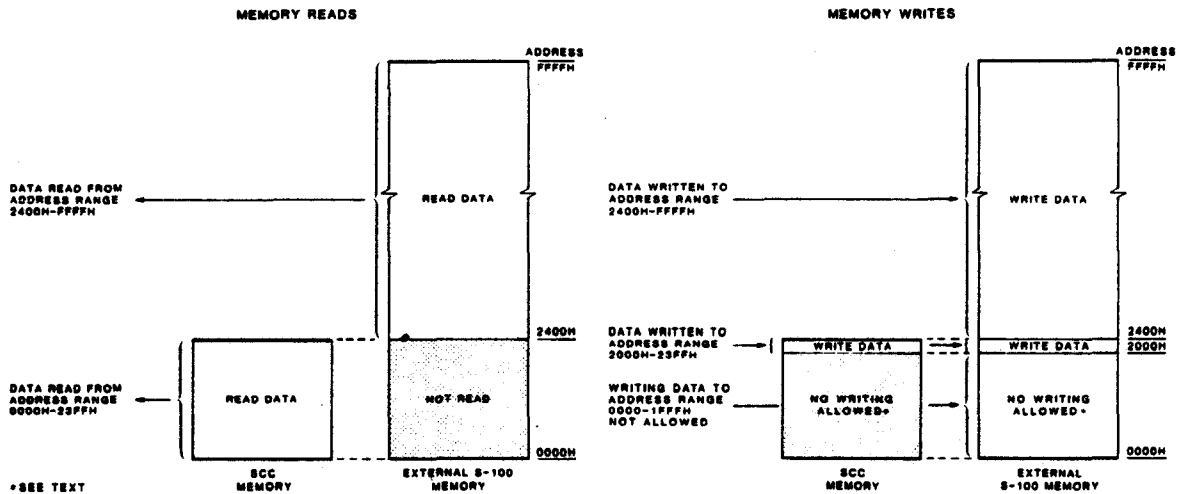 MEMORY READS
ADDRESS
FFFFH
DATA READ FROM
ADDRESS RANGE
2400H-FFFFH
READ DATA
2400H
DATA READ FROM
ADDRESS RANGE
0000H-23FFH
READ DATA
NOT READ
0000H
SCC
MEMORY
EXTERNAL S-100
MEMORY
*SEE TEXT
MEMORY WRITES
ADDRESS
FFFFH
DATA WRITTEN TO
ADDRESS RANGE
2400H-FFFFH
WRITE DATA
DATA WRITTEN TO
ADDRESS RANGE
2000H-23FFH
WRITE DATA
WRITE DATA
2400H
2000H
WRITING DATA TO
ADDRESS RANGE
0000-1FFFH
NOT ALLOWED
NO WRITING
ALLOWED*
NO WRITING
ALLOWED*
0000H
SCC
MEMORY
EXTERNAL
S-100 MEMORY